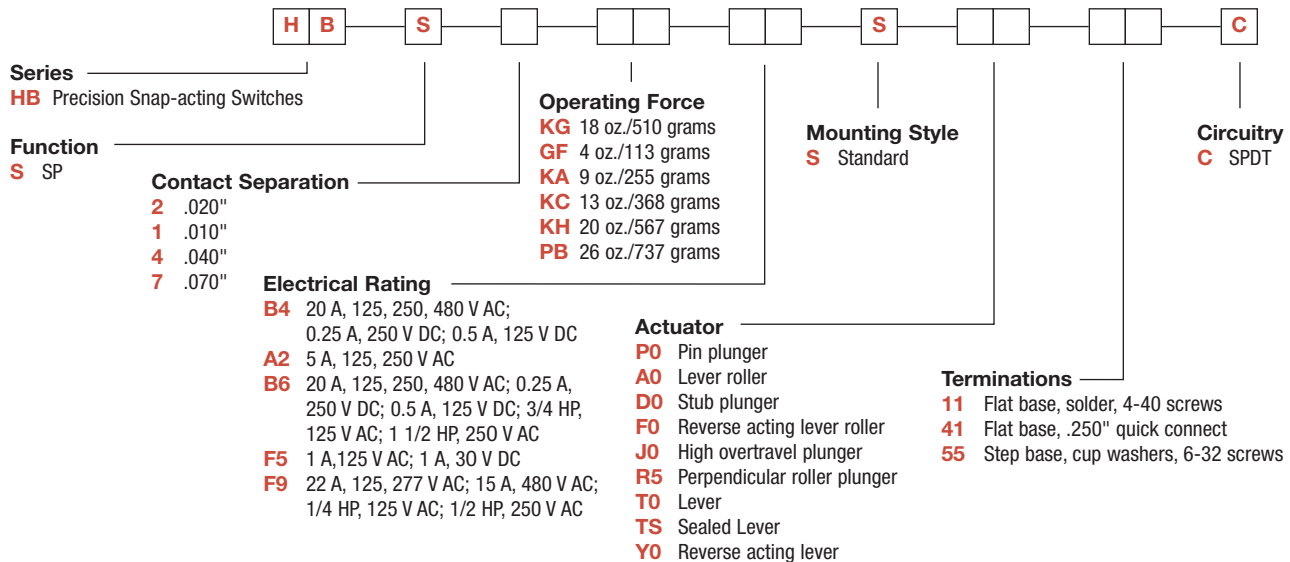 H B S S C
Series
HB Precision Snap-acting Switches
Function
S SP
Contact Separation
2 .020"
1 .010"
4 .040"
7 .070"
Operating Force
KG 18 oz./510 grams
GF 4 oz./113 grams
KA 9 oz./255 grams
KC 13 oz./368 grams
KH 20 oz./567 grams
PB 26 oz./737 grams
Electrical Rating
B4 20 A, 125, 250, 480 V AC;
0.25 A, 250 V DC; 0.5 A, 125 V DC
A2 5 A, 125, 250 V AC
B6 20 A, 125, 250, 480 V AC; 0.25 A,
250 V DC; 0.5 A, 125 V DC; 3/4 HP,
125 V AC; 1 1/2 HP, 250 V AC
F5 1 A,125 V AC; 1 A, 30 V DC
F9 22 A, 125, 277 V AC; 15 A, 480 V AC;
1/4 HP, 125 V AC; 1/2 HP, 250 V AC
Mounting Style
S Standard
Actuator
P0 Pin plunger
A0 Lever roller
D0 Stub plunger
F0 Reverse acting lever roller
J0 High overtravel plunger
R5 Perpendicular roller plunger
T0 Lever
TS Sealed Lever
Y0 Reverse acting lever
Terminations
11 Flat base, solder, 4-40 screws
41 Flat base, .250" quick connect
55 Step base, cup washers, 6-32 screws
Circuitry
C SPDT